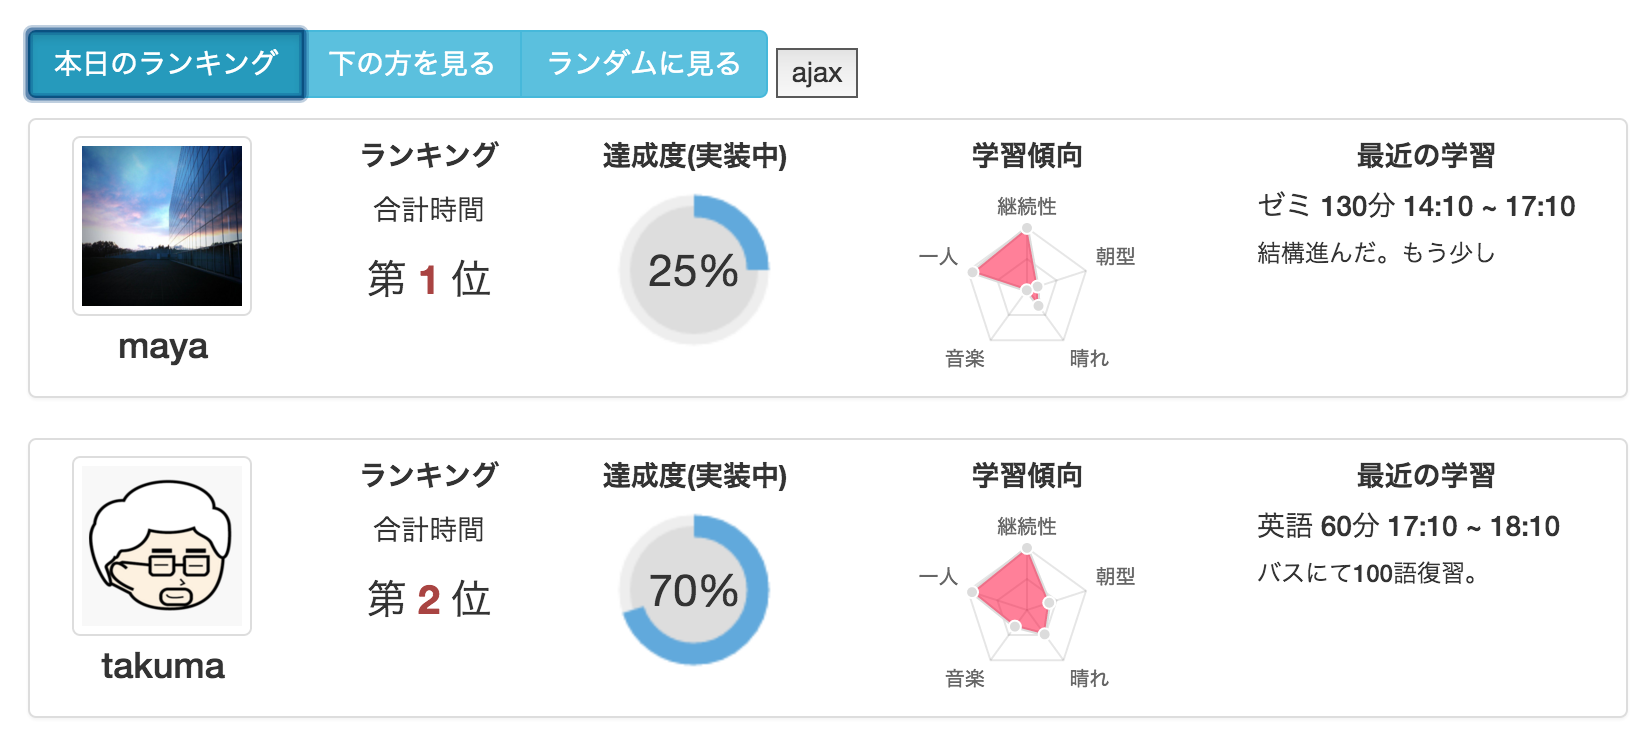 本日のランキング 下の方を見る ランダムに見る ajax
maya
ランキング
合計時間
第 1 位
達成度(実装中)
25%
学習傾向
継続性
一人
朝型
音楽
晴れ
最近の学習
ゼミ 130分 14:10 ~ 17:10
結構進んだ。もう少し
takuma
ランキング
合計時間
第 2 位
達成度(実装中)
70%
学習傾向
継続性
一人
朝型
音楽
晴れ
最近の学習
英語 60分 17:10 ~ 18:10
バスにて100語復習。